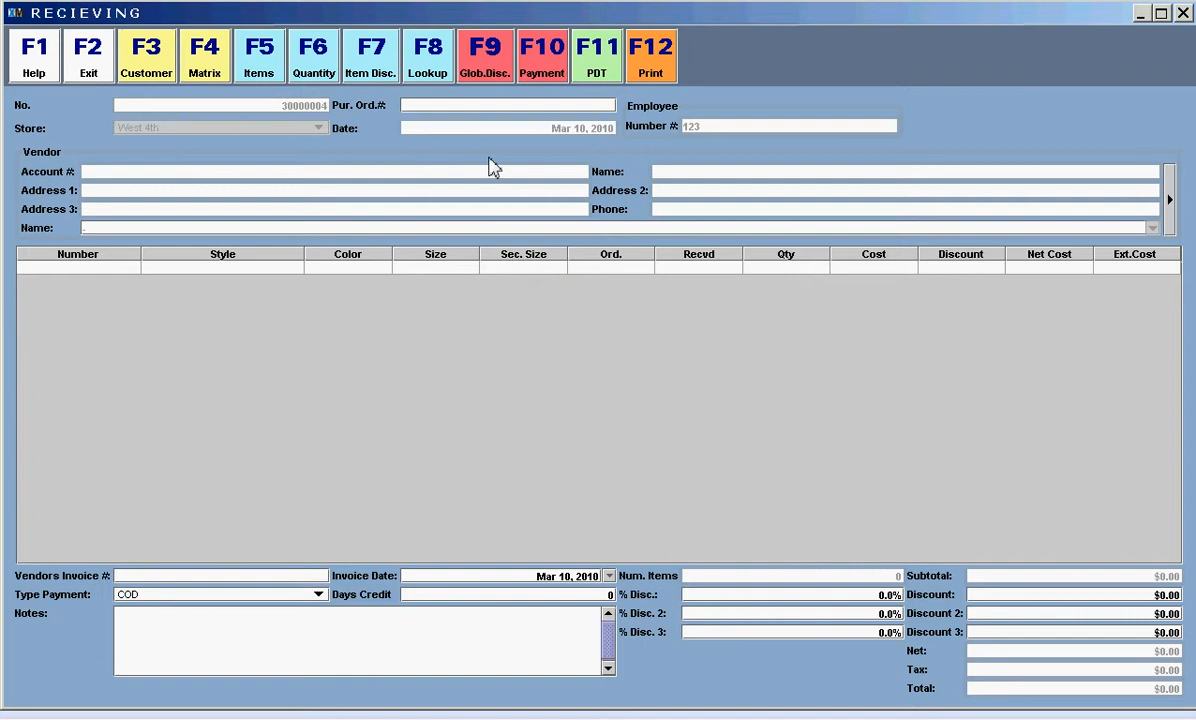 RECIEVING
F1 F2 F3 F4 F5 F6 F7 F8 F9 F10 F11 F12
Help Exit Customer Matrix Items Quantity Item Disc. Lookup Glob.Disc. Payment PDT Print
No. 30000004 Pur. Ord.#: Employee
Store: West 4th Date: Mar 10, 2010 Number #: 123
Vendor
Account #: Name:
Address 1: Address 2:
Address 3: Phone:
Name: .
Number Style Color Size Sec. Size Ord. Recvd Qty Cost Discount Net Cost Ext.Cost
Vendors Invoice #: Invoice Date: Mar 10, 2010 Num. Items 0 Subtotal: $0.00
Type Payment: COD Days Credit 0 % Disc.: 0.0% Discount: $0.00
Notes: % Disc. 2: 0.0% Discount 2: $0.00
% Disc. 3: 0.0% Discount 3: $0.00
Net: $0.00
Tax: $0.00
Total: $0.00